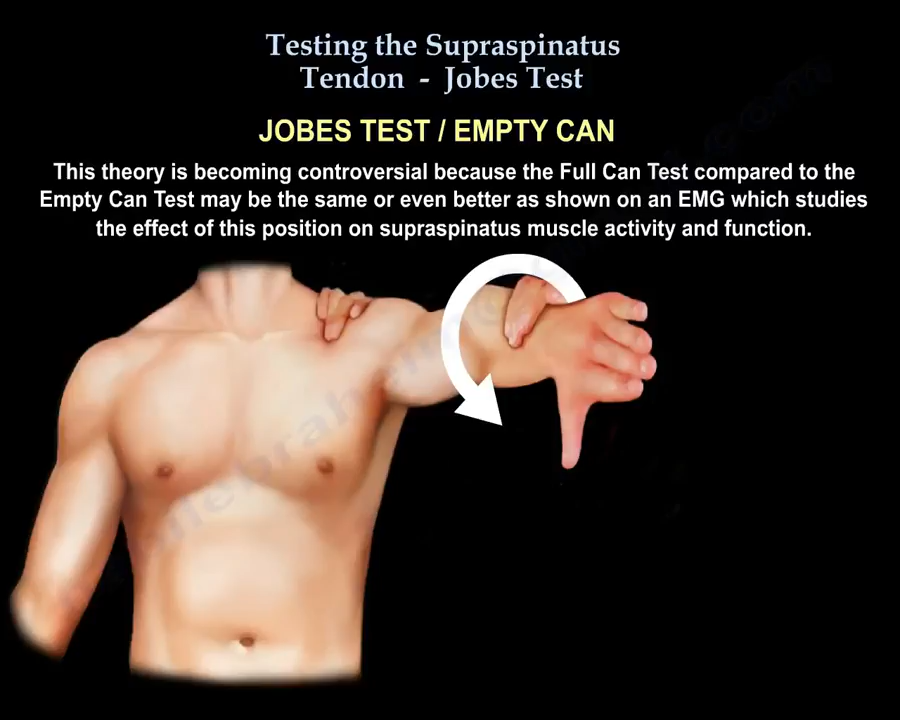 Testing the Supraspinatus
Tendon - Jobes Test
JOBES TEST / EMPTY CAN
This theory is becoming controversial because the Full Can Test compared to the
Empty Can Test may be the same or even better as shown on an EMG which studies
the effect of this position on supraspinatus muscle activity and function.